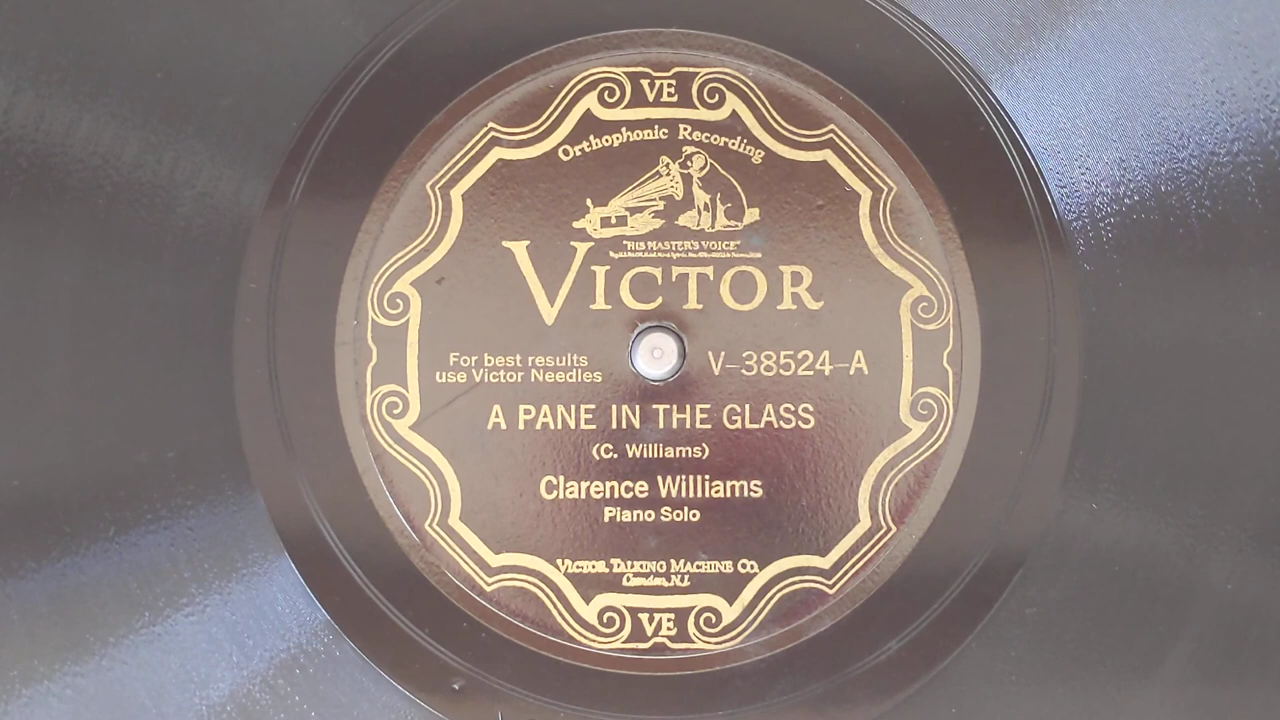 VE
Orthophonic Recording
"HIS MASTER'S VOICE"
VICTOR
For best results
use Victor Needles
V-38524-A
A PANE IN THE GLASS
(C. Williams)
Clarence Williams
Piano Solo
VICTOR TALKING MACHINE CO.
Camden, N.J.
VE